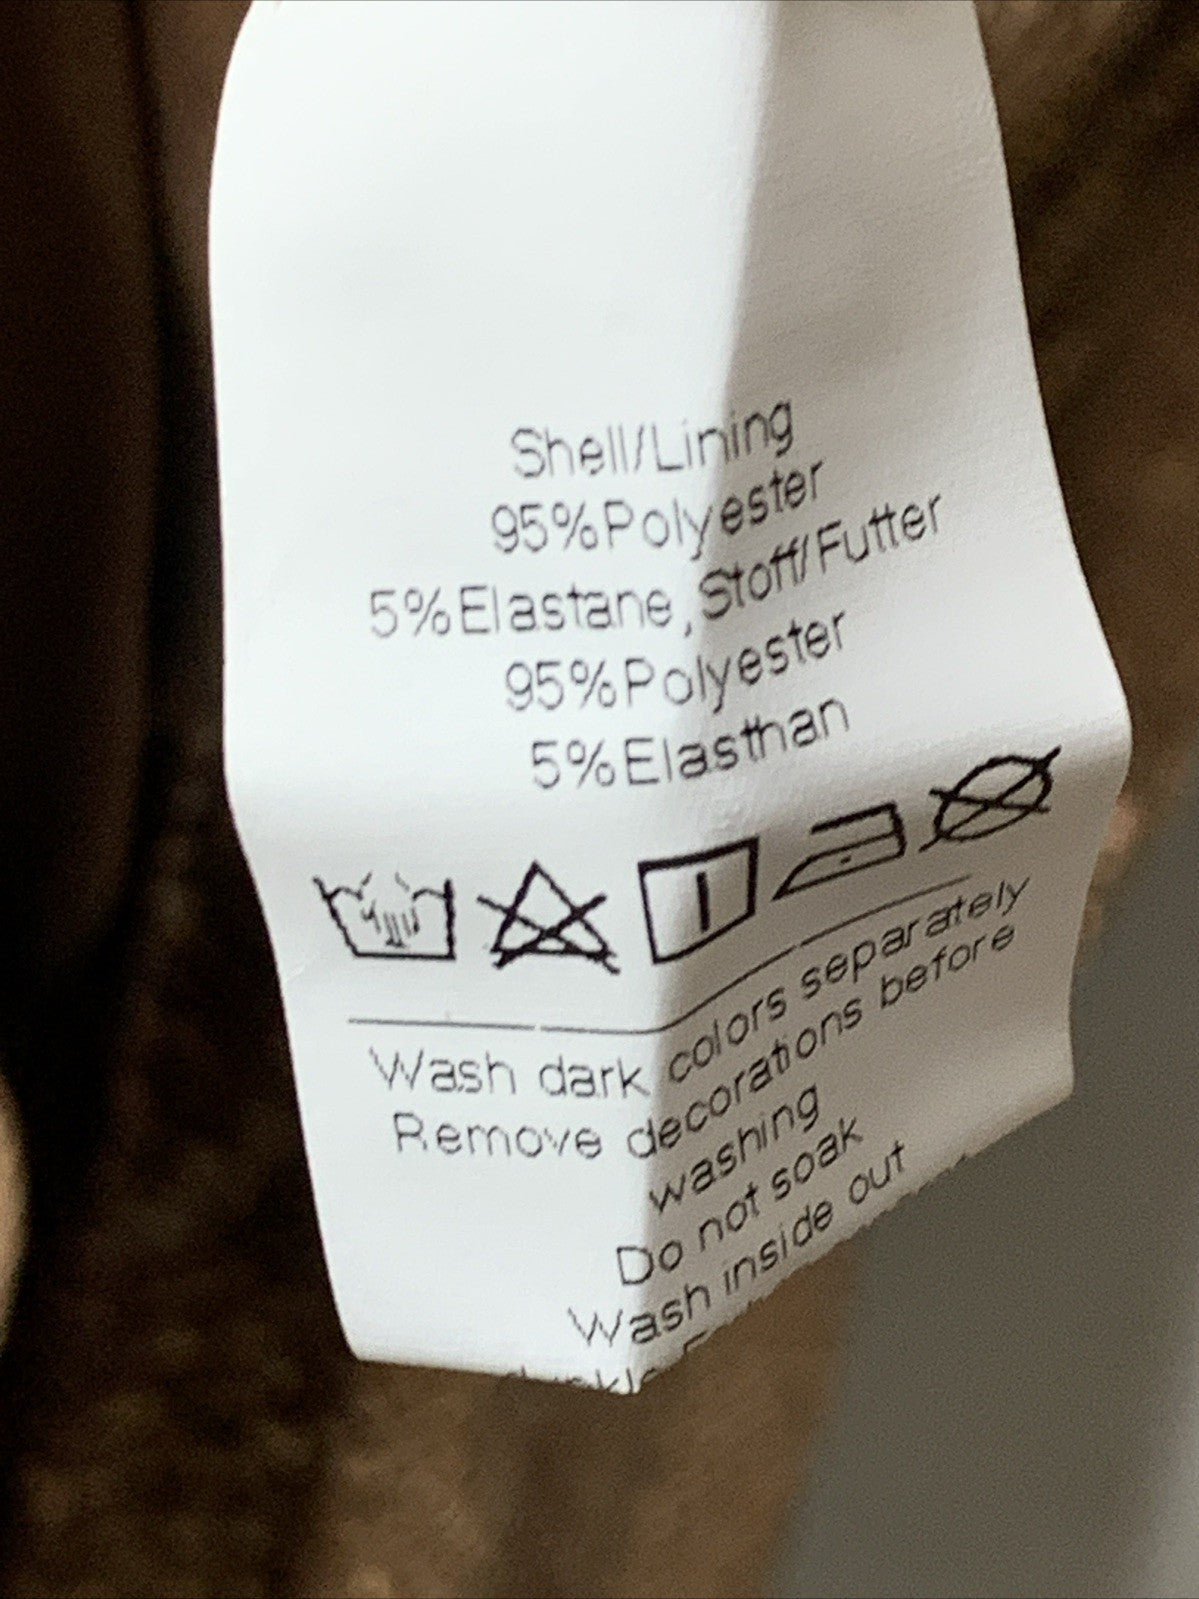 Shell/Lining
95%Polyester
5%Elastane,Stoff/Futter
95%Polyester
5%Elasthan
Wash dark colors separately
Remove decorations before
washing
Do not soak
Wash inside out